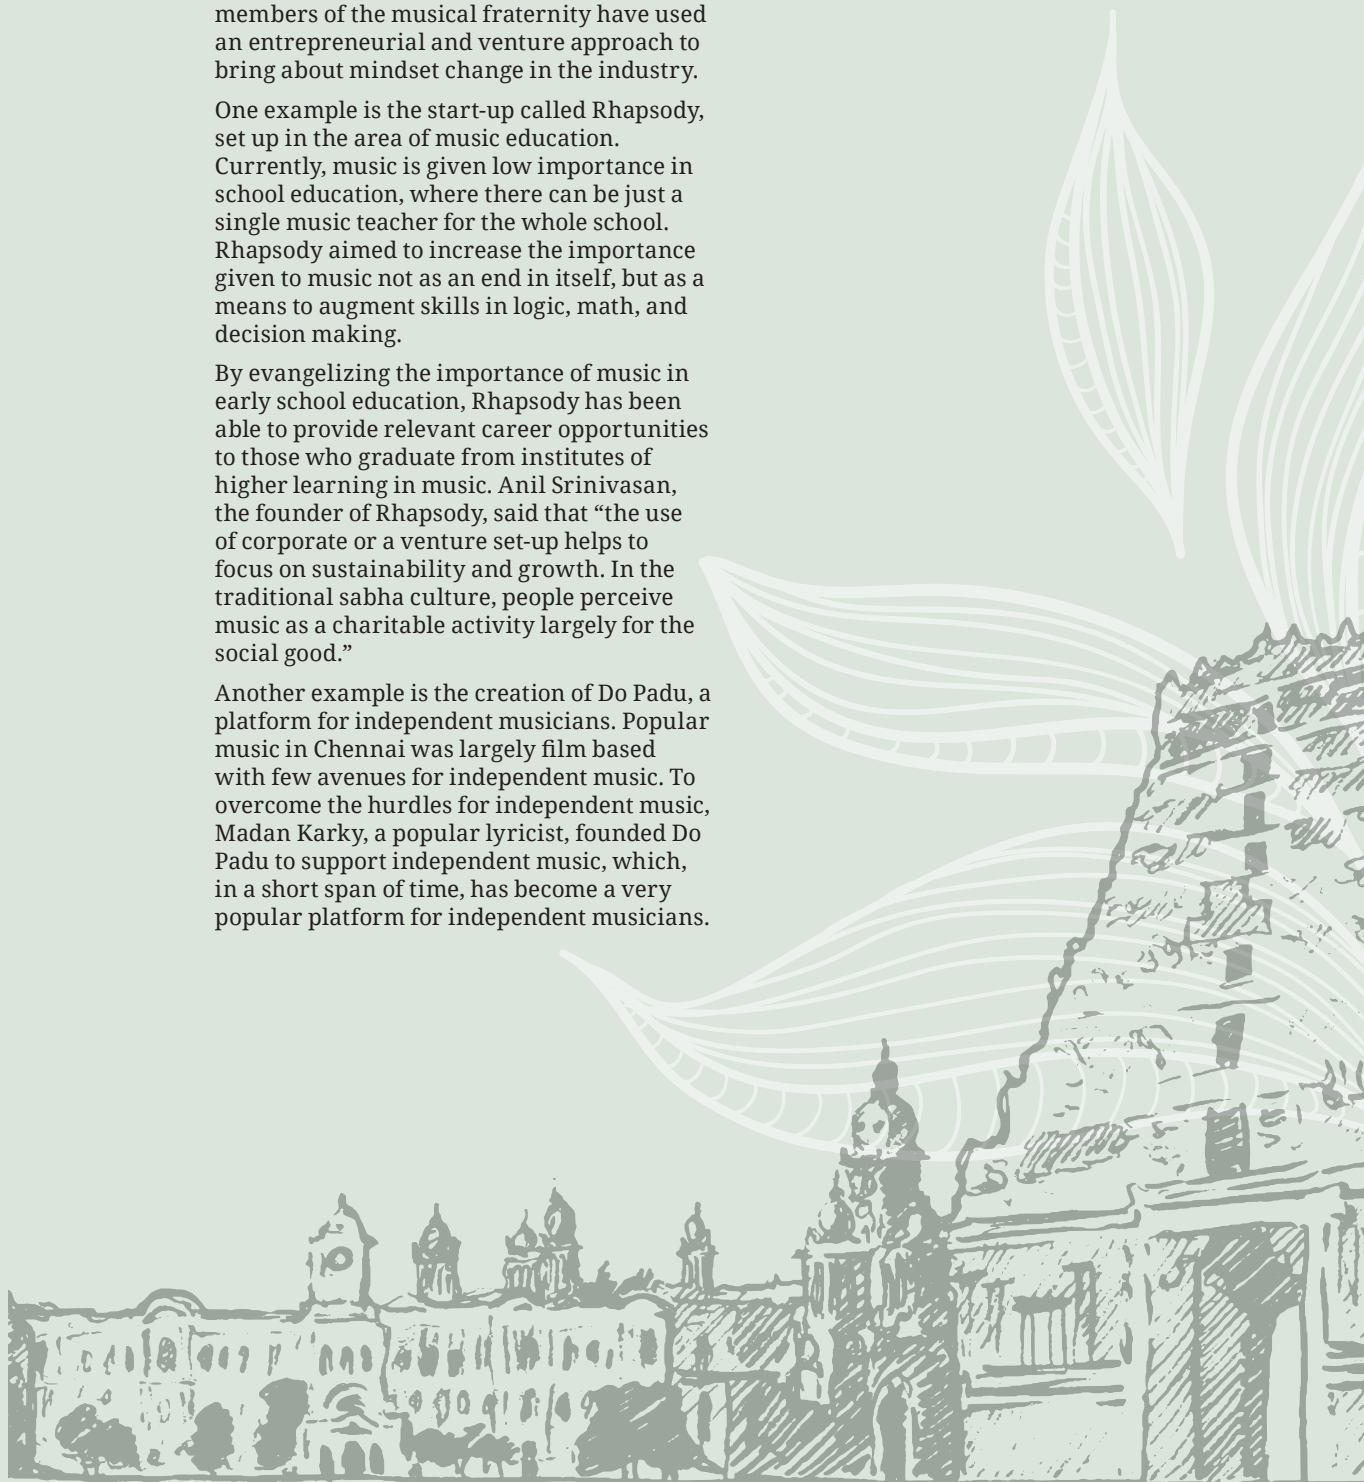 members of the musical fraternity have used
an entrepreneurial and venture approach to
bring about mindset change in the industry.
One example is the start-up called Rhapsody,
set up in the area of music education.
Currently, music is given low importance in
school education, where there can be just a
single music teacher for the whole school.
Rhapsody aimed to increase the importance
given to music not as an end in itself, but as a
means to augment skills in logic, math, and
decision making.
By evangelizing the importance of music in
early school education, Rhapsody has been
able to provide relevant career opportunities
to those who graduate from institutes of
higher learning in music. Anil Srinivasan,
the founder of Rhapsody, said that “the use
of corporate or a venture set-up helps to
focus on sustainability and growth. In the
traditional sabha culture, people perceive
music as a charitable activity largely for the
social good.”
Another example is the creation of Do Padu, a
platform for independent musicians. Popular
music in Chennai was largely film based
with few avenues for independent music. To
overcome the hurdles for independent music,
Madan Karky, a popular lyricist, founded Do
Padu to support independent music, which,
in a short span of time, has become a very
popular platform for independent musicians.